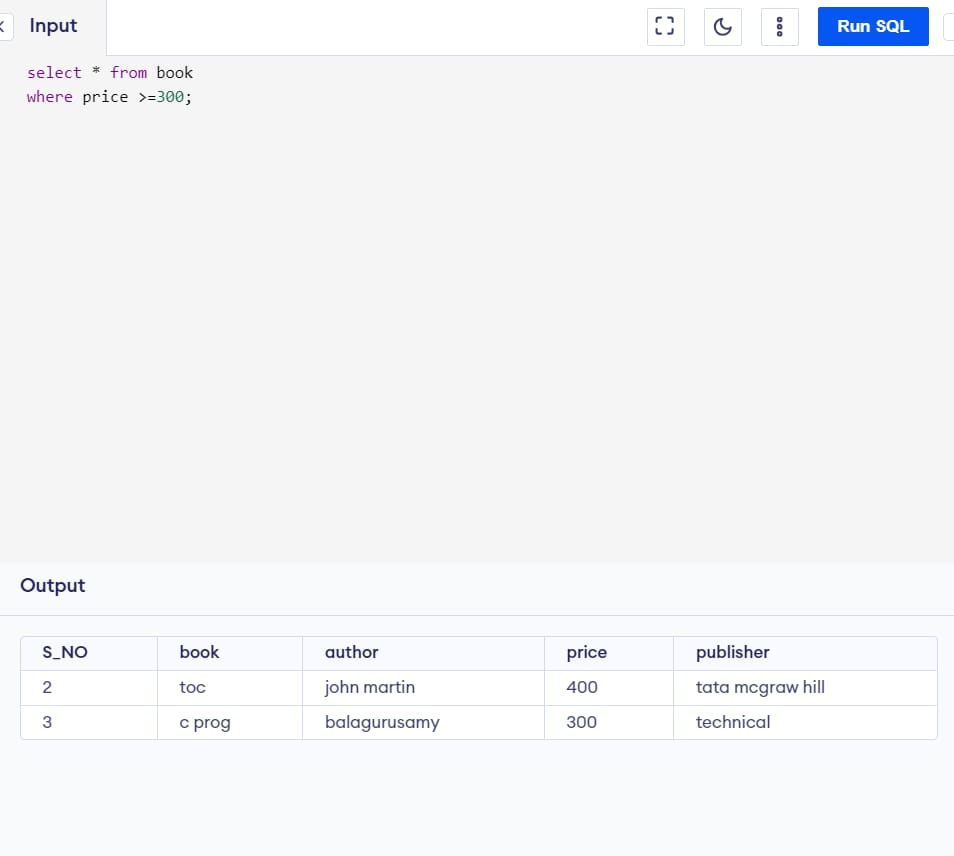 Input
Run SQL
select * from book
where price >=300;
Output
S_NO book author price publisher
2 toc john martin 400 tata mcgraw hill
3 c prog balagurusamy 300 technical